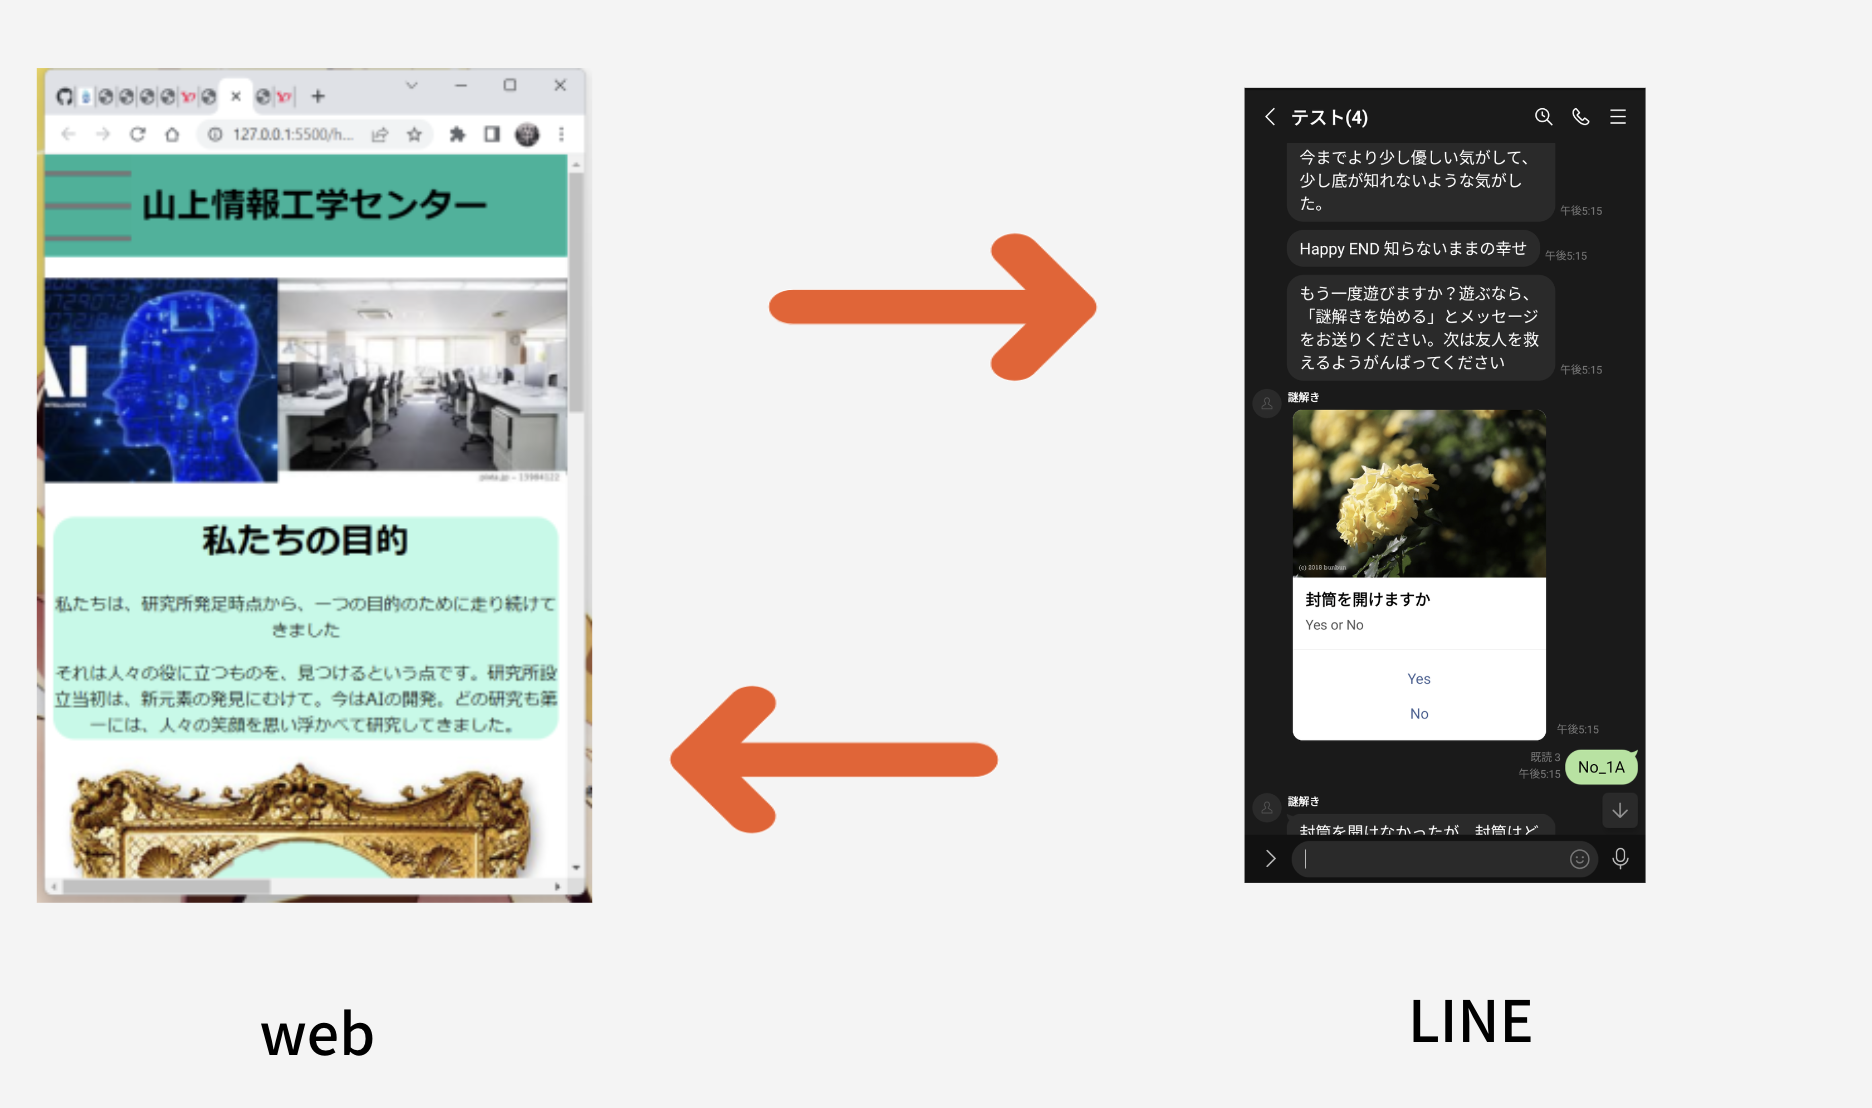 127.0.0.1:5500/h...
山上情報工学センター
AI
pixta.jp - 13984522
私たちの目的
私たちは、研究所発足時点から、一つの目的のために走り続けて
きました
それは人々の役に立つものを、見つけるという点です。研究所設
立当初は、新元素の発見にむけて。今はAIの開発。どの研究も第
一には、人々の笑顔を思い浮かべて研究してきました。
web
テスト(4)
今までより少し優しい気がして、
少し底が知れないような気がし
た。
午後5:15
Happy END 知らないままの幸せ
午後5:15
もう一度遊びますか？遊ぶなら、
「謎解きを始める」とメッセージ
をお送りください。次は友人を救
えるようがんばってください
午後5:15
謎解き
封筒を開けますか
Yes or No
Yes
No
午後5:15
既読 3
午後5:15
No_1A
謎解き
封筒を開けなかったが、封筒はど
LINE